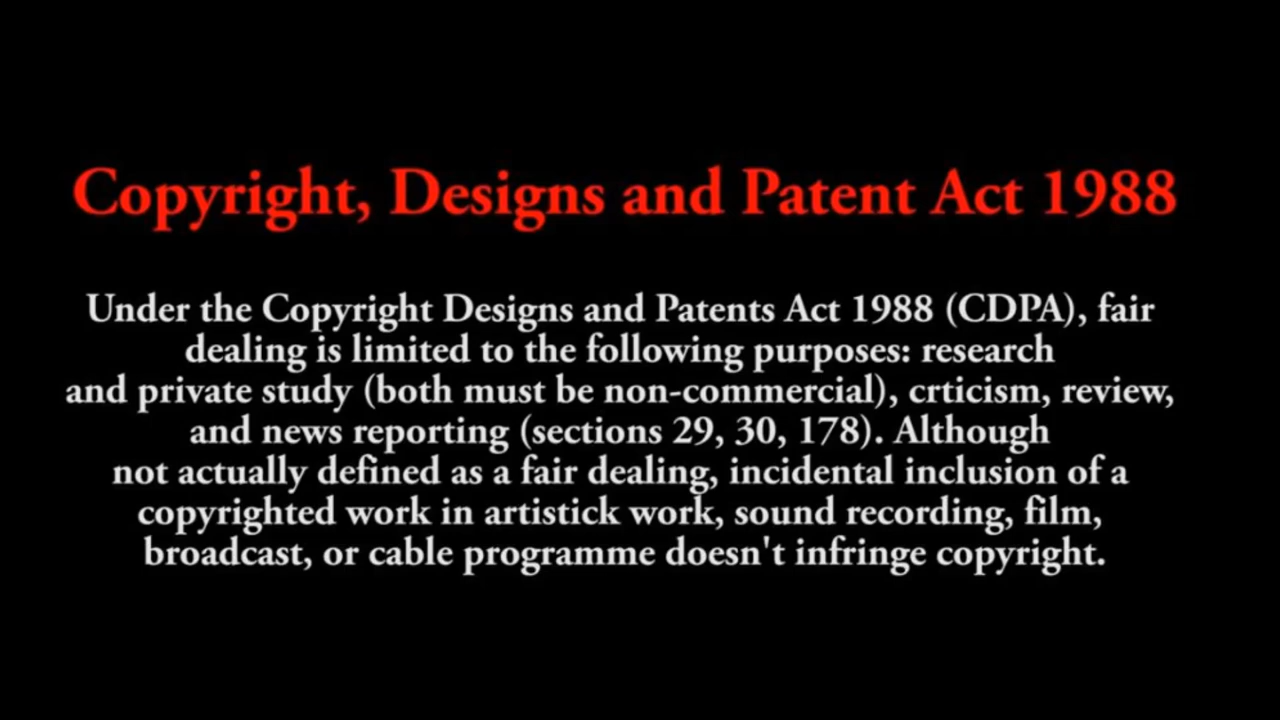 Copyright, Designs and Patent Act 1988
Under the Copyright Designs and Patents Act 1988 (CDPA), fair
dealing is limited to the following purposes: research
and private study (both must be non-commercial), crticism, review,
and news reporting (sections 29, 30, 178). Although
not actually defined as a fair dealing, incidental inclusion of a
copyrighted work in artistick work, sound recording, film,
broadcast, or cable programme doesn't infringe copyright.